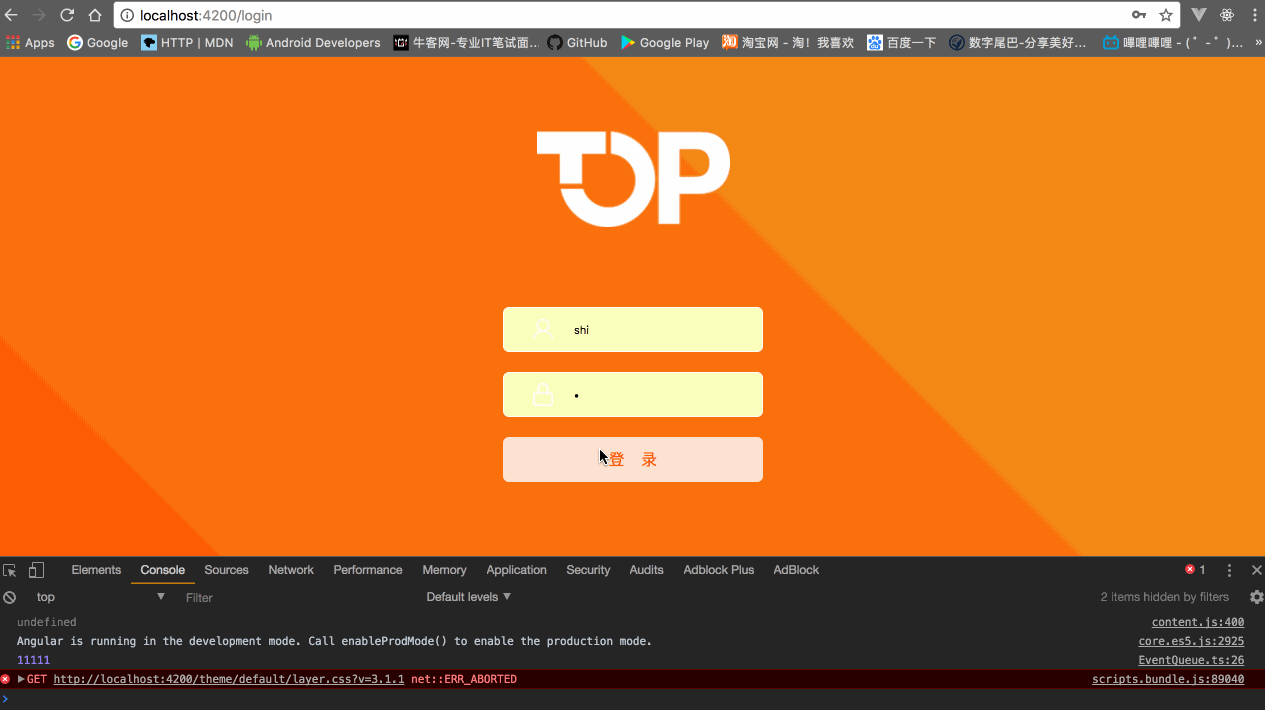 localhost:4200/login
Apps Google HTTP | MDN Android Developers 牛客网-专业IT笔试面... GitHub Google Play 淘宝网 - 淘！我喜欢 百度一下 数字尾巴-分享美好... 嗶哩嗶哩 - ( ゜- ゜)... »
TOP
shi
•
登 录
Elements Console Sources Network Performance Memory Application Security Audits Adblock Plus AdBlock 1
top Filter Default levels 2 items hidden by filters
undefined content.js:400
Angular is running in the development mode. Call enableProdMode() to enable the production mode. core.es5.js:2925
11111 EventQueue.ts:26
GET http://localhost:4200/theme/default/layer.css?v=3.1.1 net::ERR_ABORTED scripts.bundle.js:89040